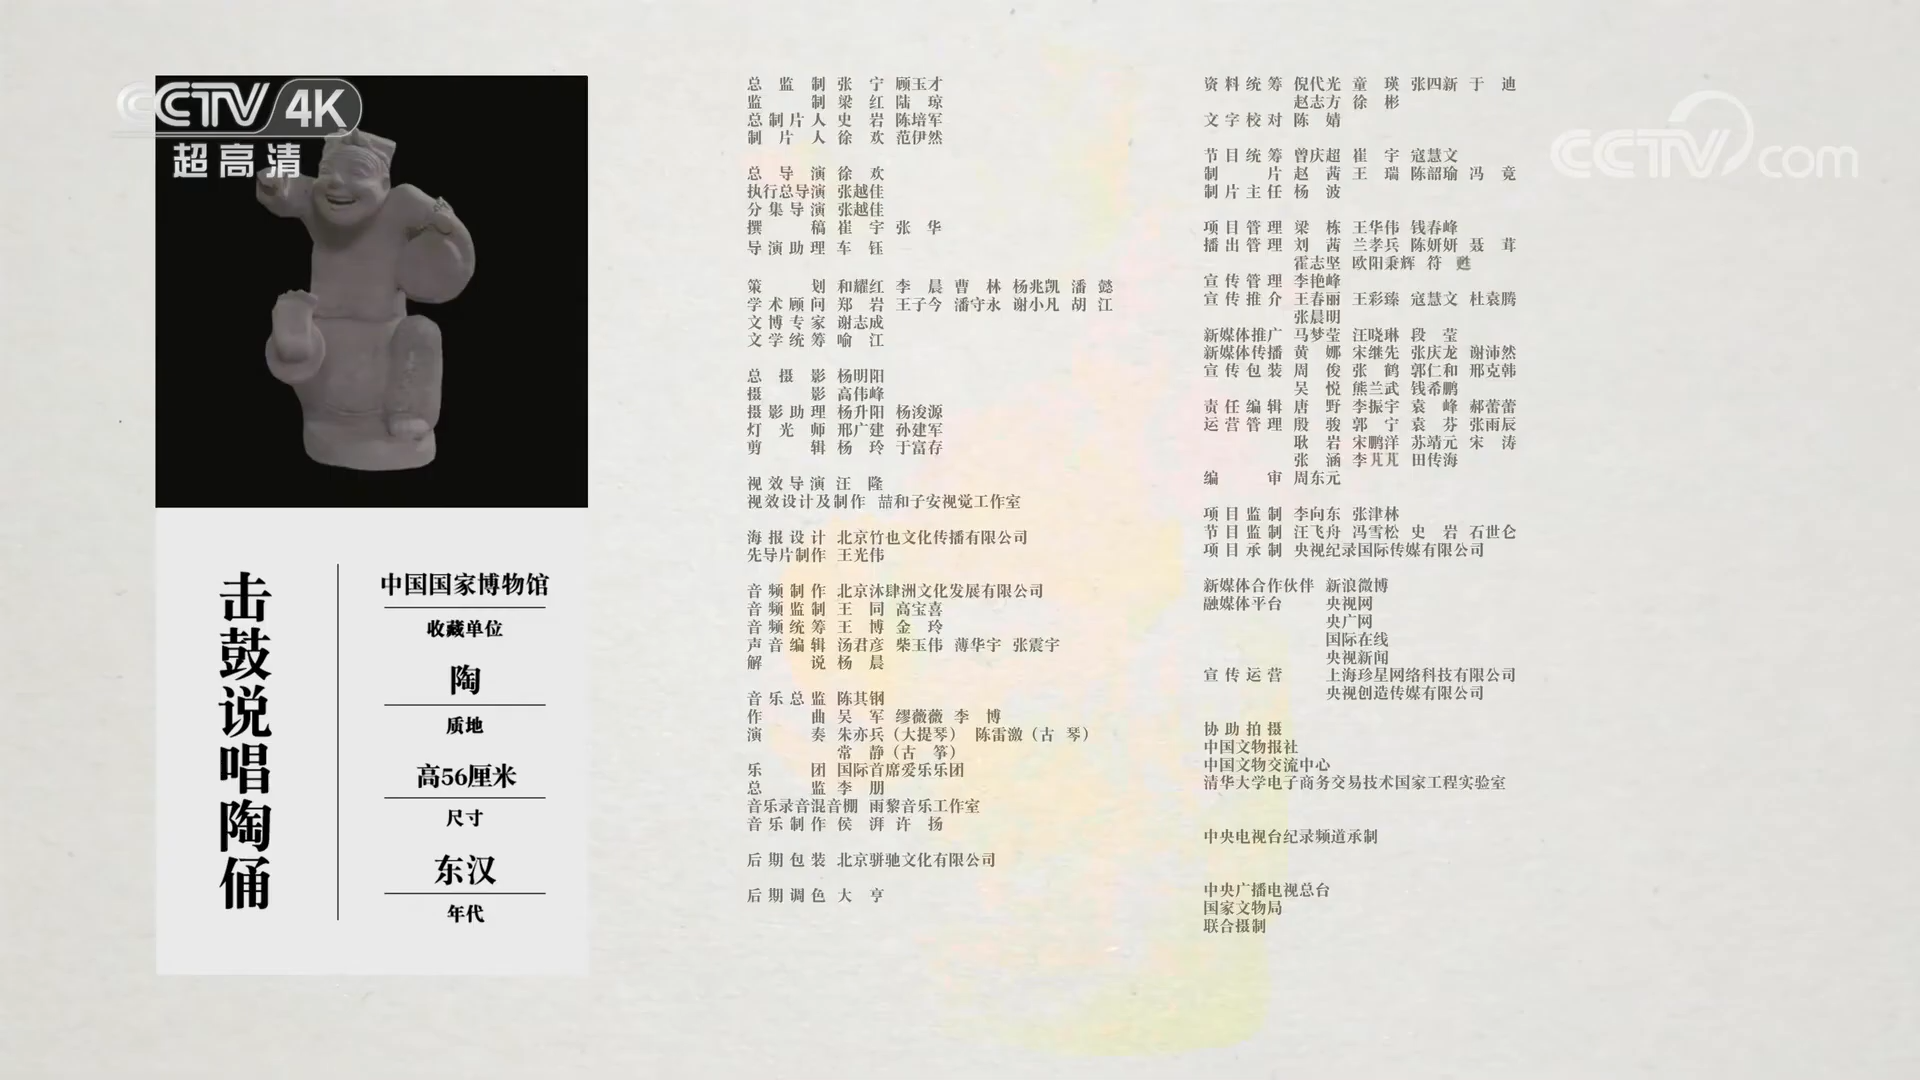 CCTV 4K
超高清
CCTV.com
击鼓说唱陶俑
中国国家博物馆
收藏单位
陶
质地
高56厘米
尺寸
东汉
年代
总监制 张宁 顾玉才
监制 梁红 陆琼
总制片人 史岩 陈培军
制片人 徐欢 范伊然
总导演 徐欢
执行总导演 张越佳
分集导演 张越佳
撰稿 崔宇 张华
导演助理 车钰
策划 和耀红 李晨 曹林 杨兆凯 潘懿
学术顾问 郑岩 王子今 潘守永 谢小凡 胡江
文博专家 谢志成
文学统筹 喻江
总摄影 杨明阳
摄影 高伟峰
摄影助理 杨升阳 杨浚源
灯光师 邢广建 孙建军
剪辑 杨玲 于富存
视效导演 汪隆
视效设计及制作 喆和子安视觉工作室
海报设计 北京竹也文化传播有限公司
先导片制作 王光伟
音频制作 北京沐肆洲文化发展有限公司
音频监制 王同 高宝喜
音频统筹 王博 金玲
声音编辑 汤君彦 柴玉伟 薄华宇 张震宇
解说 杨晨
音乐总监 陈其钢
作曲 吴军 缪薇薇 李博
演奏 朱亦兵（大提琴） 陈雷激（古琴）
常静（古筝）
乐团 国际首席爱乐乐团
总监 李朋
音乐录音混音棚 雨黎音乐工作室
音乐制作 侯湃 许扬
后期包装 北京骈驰文化有限公司
后期调色 大亨
资料统筹 倪代光 童瑛 张四新 于迪
赵志方 徐彬
文字校对 陈婧
节目统筹 曾庆超 崔宇 寇慧文
制片 赵茜 王瑞 陈韶瑜 冯竟
制片主任 杨波
项目管理 梁栋 王华伟 钱春峰
播出管理 刘茜 兰孝兵 陈妍妍 聂茸
霍志坚 欧阳秉辉 符甦
宣传管理 李艳峰
宣传推介 王春丽 王彩臻 寇慧文 杜袁腾
张晨明
新媒体推广 马梦莹 汪晓琳 段莹
新媒体传播 黄娜 宋继先 张庆龙 谢沛然
宣传包装 周俊 张鹤 郭仁和 邢克韩
吴悦 熊兰武 钱希鹏
责任编辑 唐野 李振宇 袁峰 郝蕾蕾
运营管理 殷骏 郭宁 袁芬 张雨辰
耿岩 宋鹏洋 苏靖元 宋涛
张涵 李芃芃 田传海
编审 周东元
项目监制 李向东 张津林
节目监制 汪飞舟 冯雪松 史岩 石世仑
项目承制 央视纪录国际传媒有限公司
新媒体合作伙伴 新浪微博
融媒体平台 央视网
央广网
国际在线
央视新闻
宣传运营 上海珍星网络科技有限公司
央视创造传媒有限公司
协助拍摄
中国文物报社
中国文物交流中心
清华大学电子商务交易技术国家工程实验室
中央电视台纪录频道承制
中央广播电视总台
国家文物局
联合摄制